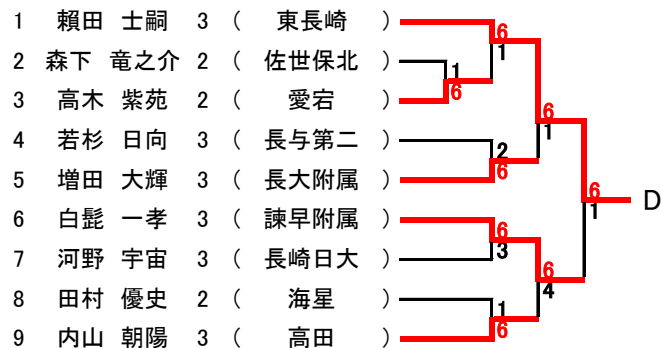 1 賴田 士嗣 3 ( 東長崎 )
6
1
2 森下 竜之介 2 ( 佐世保北 )
1
6
3 高木 紫苑 2 ( 愛宕 )
6
1
4 若杉 日向 3 ( 長与第二 )
2
6
5 増田 大輝 3 ( 長大附属 )
6
1
D
6 白髭 一孝 3 ( 諫早附属 )
6
3
7 河野 宇宙 3 ( 長崎日大 )
6
4
8 田村 優史 2 ( 海星 )
1
6
9 内山 朝陽 3 ( 高田 )